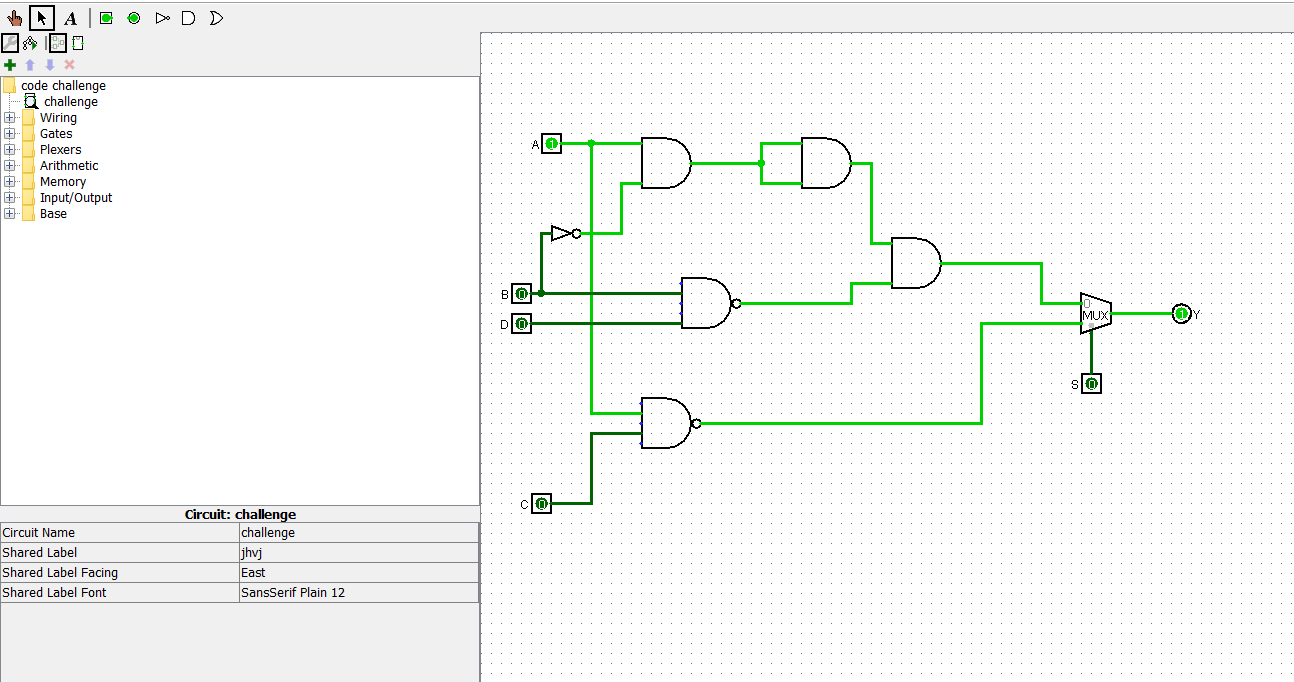 A
code challenge
challenge
Wiring
Gates
Plexers
Arithmetic
Memory
Input/Output
Base
A 1
B 0
D 0
C 0
0
MUX
1 Y
S 0
Circuit: challenge
Circuit Name challenge
Shared Label jhvj
Shared Label Facing East
Shared Label Font SansSerif Plain 12